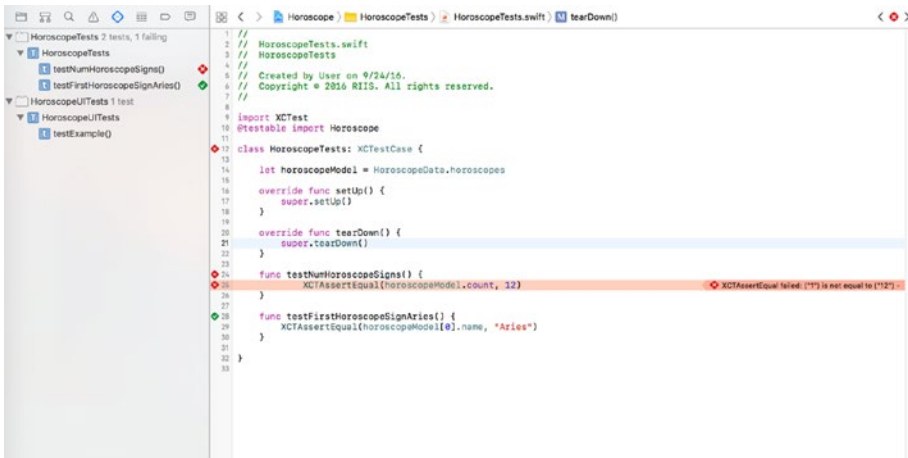 Horoscope HoroscopeTests HoroscopeTests.swift M tearDown()
HoroscopeTests 2 tests, 1 failing
T HoroscopeTests
t testNumHoroscopeSigns()
t testFirstHoroscopeSignAries()
HoroscopeUITests 1 test
T HoroscopeUITests
t testExample()
1 //
2 // HoroscopeTests.swift
3 // HoroscopeTests
4 //
5 // Created by User on 9/24/16.
6 // Copyright © 2016 RIIS. All rights reserved.
7 //
8
9 import XCTest
10 @testable import Horoscope
11
12 class HoroscopeTests: XCTestCase {
13
14 let horoscopeModel = HoroscopeData.horoscopes
15
16 override func setUp() {
17 super.setUp()
18 }
19
20 override func tearDown() {
21 super.tearDown()
22 }
23
24 func testNumHoroscopeSigns() {
25 XCTAssertEqual(horoscopeModel.count, 12) XCTAssertEqual failed: ("1") is not equal to ("12") -
26 }
27
28 func testFirstHoroscopeSignAries() {
29 XCTAssertEqual(horoscopeModel[0].name, "Aries")
30 }
31
32 }
33